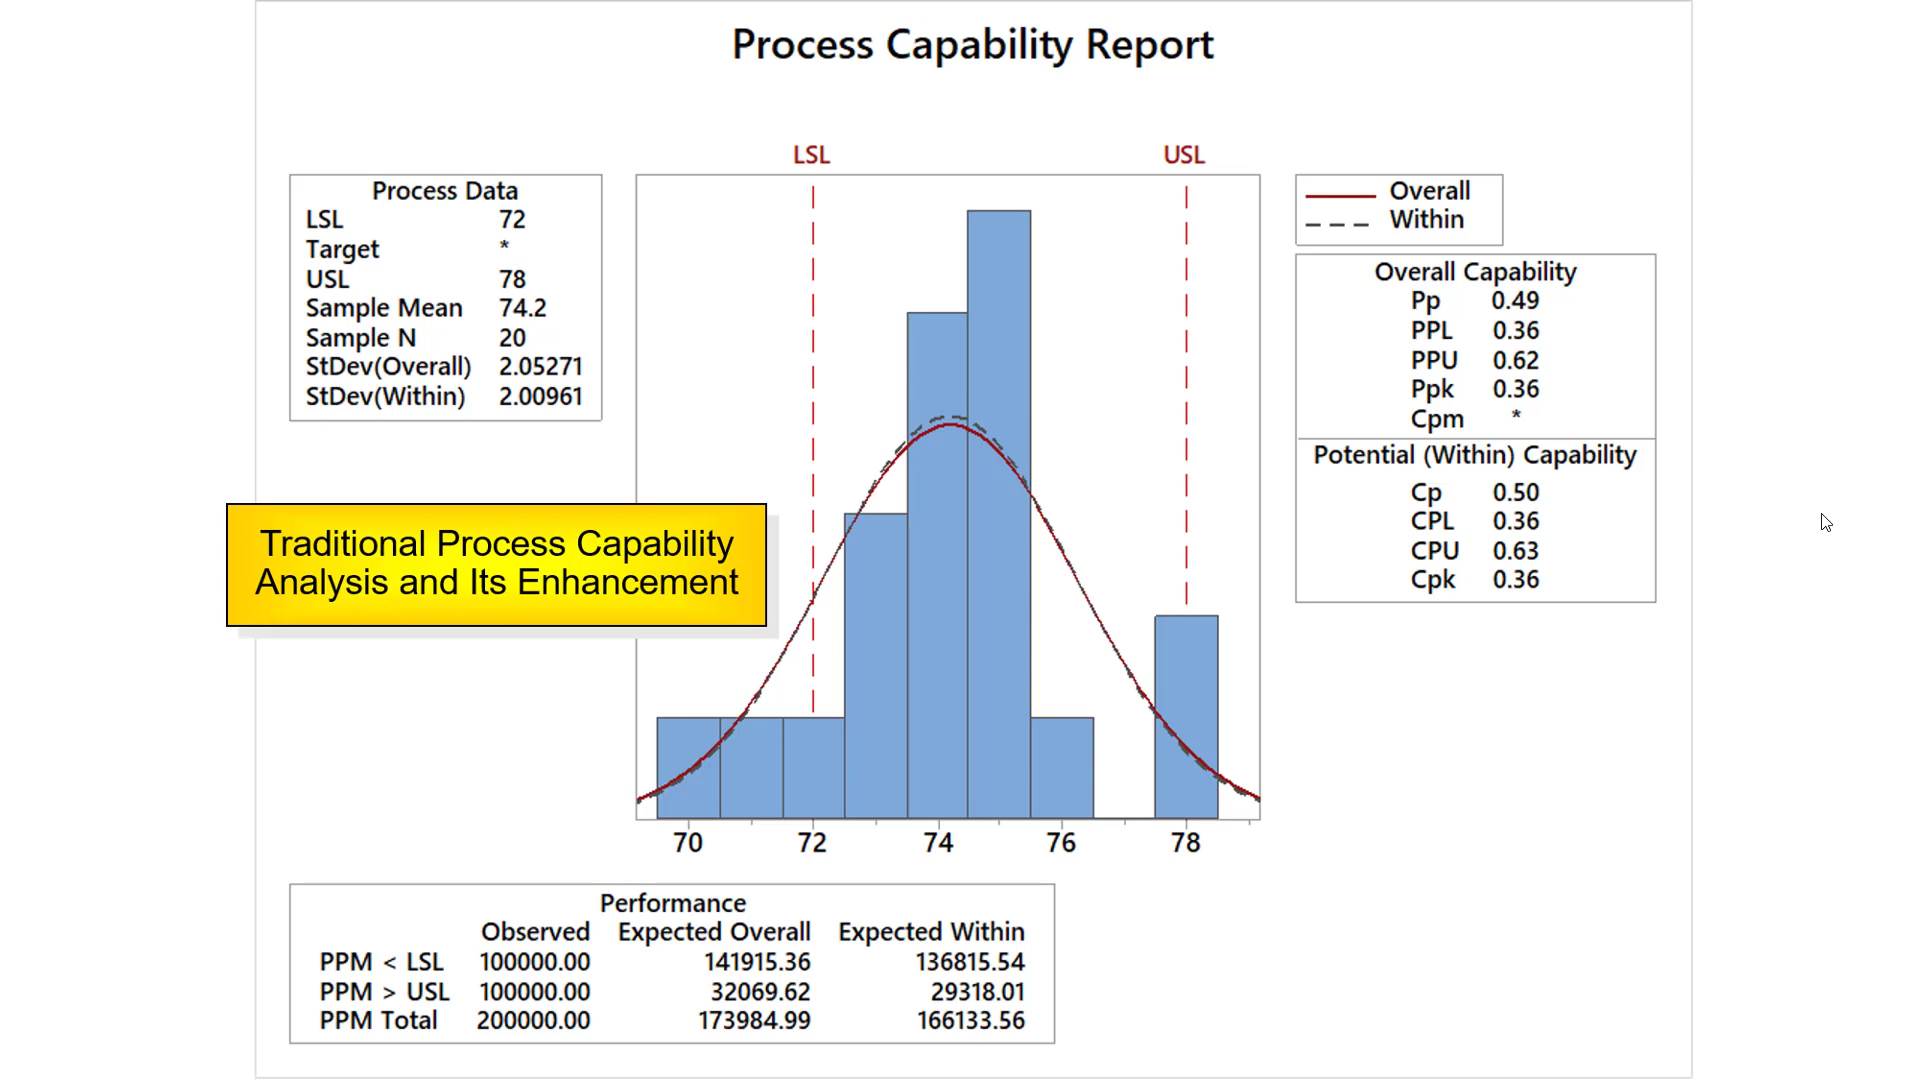 Process Capability Report
LSL
USL
Process Data
LSL 72
Target *
USL 78
Sample Mean 74.2
Sample N 20
StDev(Overall) 2.05271
StDev(Within) 2.00961
Overall
Within
Overall Capability
Pp 0.49
PPL 0.36
PPU 0.62
Ppk 0.36
Cpm *
Potential (Within) Capability
Cp 0.50
CPL 0.36
CPU 0.63
Cpk 0.36
Traditional Process Capability
Analysis and Its Enhancement
70 72 74 76 78
Performance
Observed Expected Overall Expected Within
PPM < LSL 100000.00 141915.36 136815.54
PPM > USL 100000.00 32069.62 29318.01
PPM Total 200000.00 173984.99 166133.56